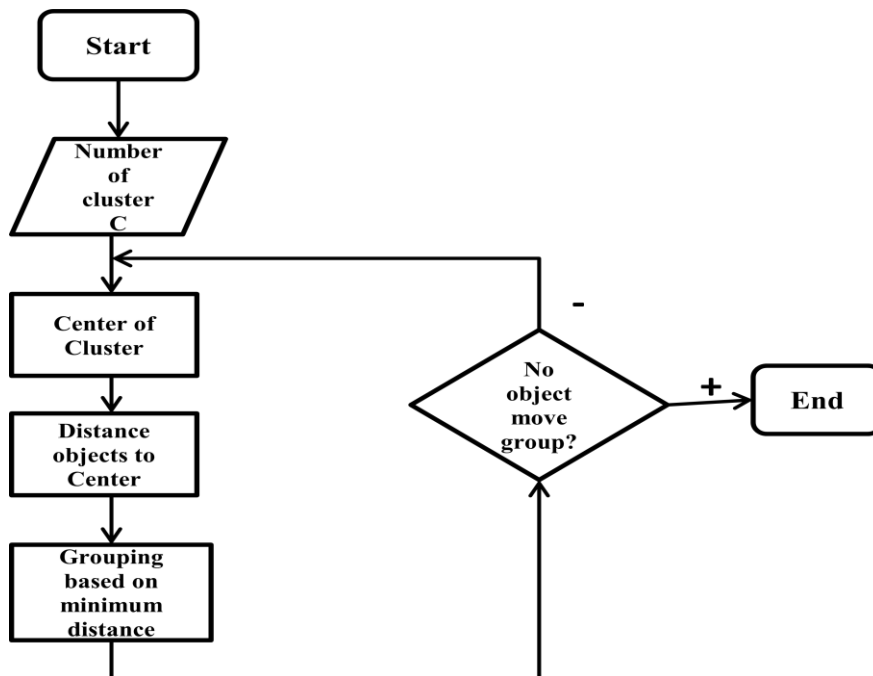 Start
Number
of
cluster
C
Center of
Cluster
Distance
objects to
Center
Grouping
based on
minimum
distance
-
No
object
move
group?
+
End